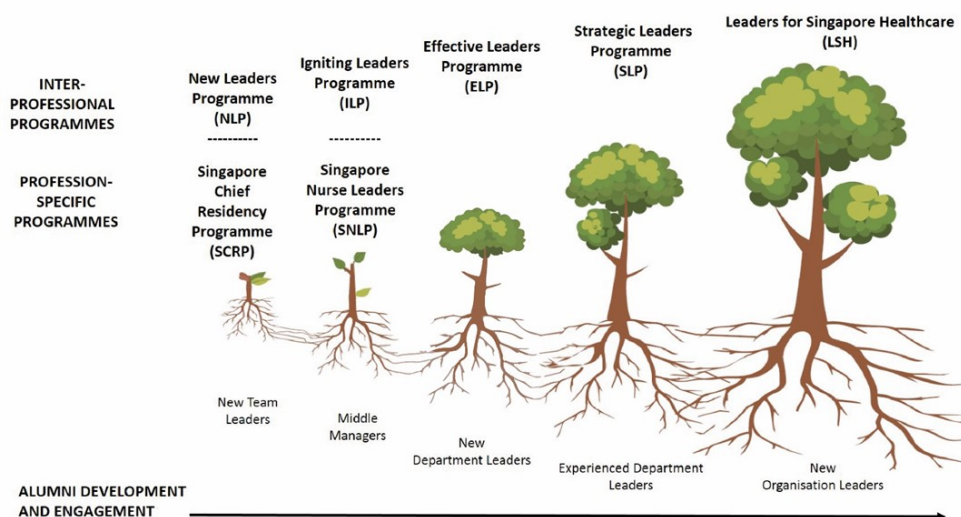 INTER-
PROFESSIONAL
PROGRAMMES
New Leaders
Programme
(NLP)
----------
Igniting Leaders
Programme
(ILP)
----------
Effective Leaders
Programme
(ELP)
Strategic Leaders
Programme
(SLP)
Leaders for Singapore Healthcare
(LSH)
PROFESSION-
SPECIFIC
PROGRAMMES
Singapore
Chief
Residency
Programme
(SCRP)
Singapore
Nurse Leaders
Programme
(SNLP)
New Team
Leaders
Middle
Managers
New
Department Leaders
Experienced Department
Leaders
New
Organisation Leaders
ALUMNI DEVELOPMENT
AND ENGAGEMENT